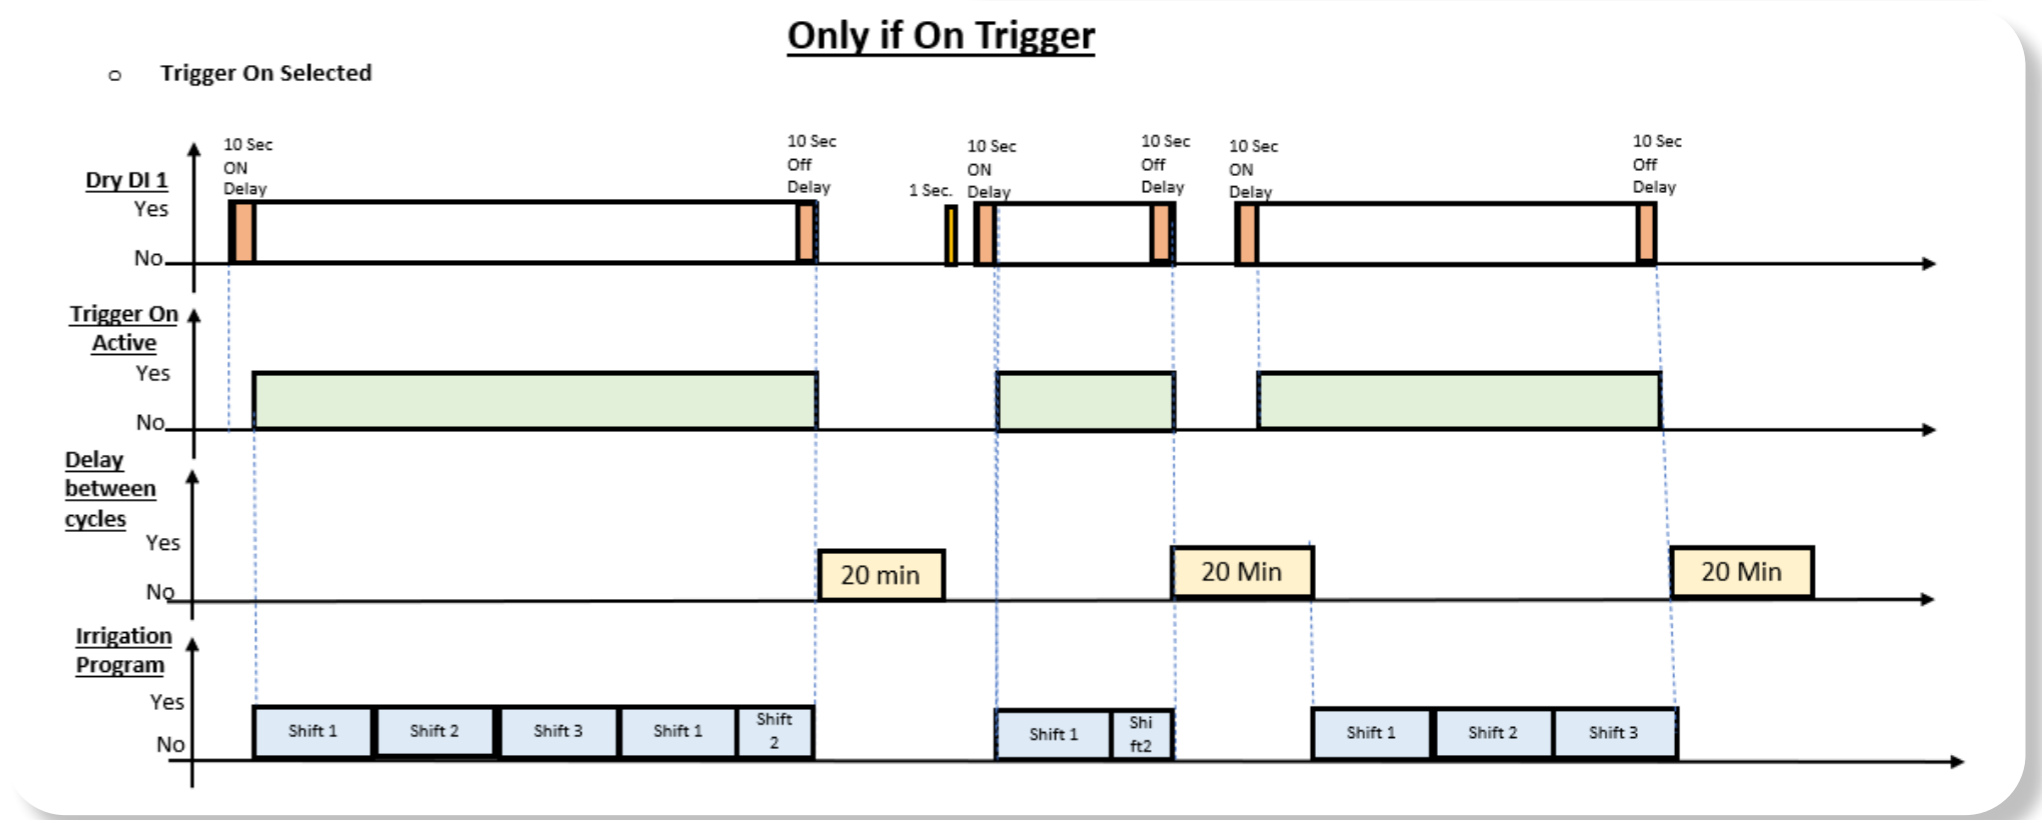 Only if On Trigger
o Trigger On Selected
10 Sec
ON
Delay
10 Sec
Off
Delay
1 Sec.
10 Sec
ON
Delay
10 Sec
Off
Delay
10 Sec
ON
Delay
10 Sec
Off
Delay
Dry DI 1
Yes
No
Trigger On
Active
Yes
No
Delay
between
cycles
Yes
No
20 min
20 Min
20 Min
Irrigation
Program
Yes
No
Shift 1
Shift 2
Shift 3
Shift 1
Shift
2
Shift 1
Shi
ft2
Shift 1
Shift 2
Shift 3